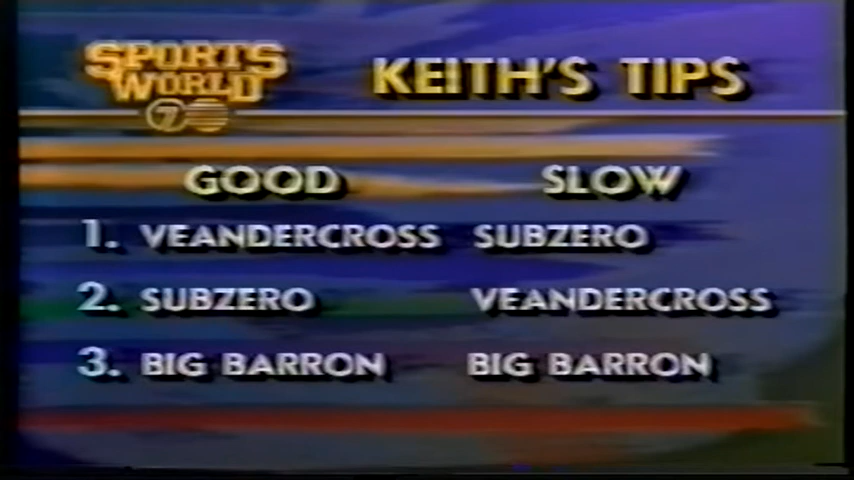 SPORTS
WORLD
7
KEITH'S TIPS
GOOD SLOW
1. VEANDERCROSS SUBZERO
2. SUBZERO VEANDERCROSS
3. BIG BARRON BIG BARRON